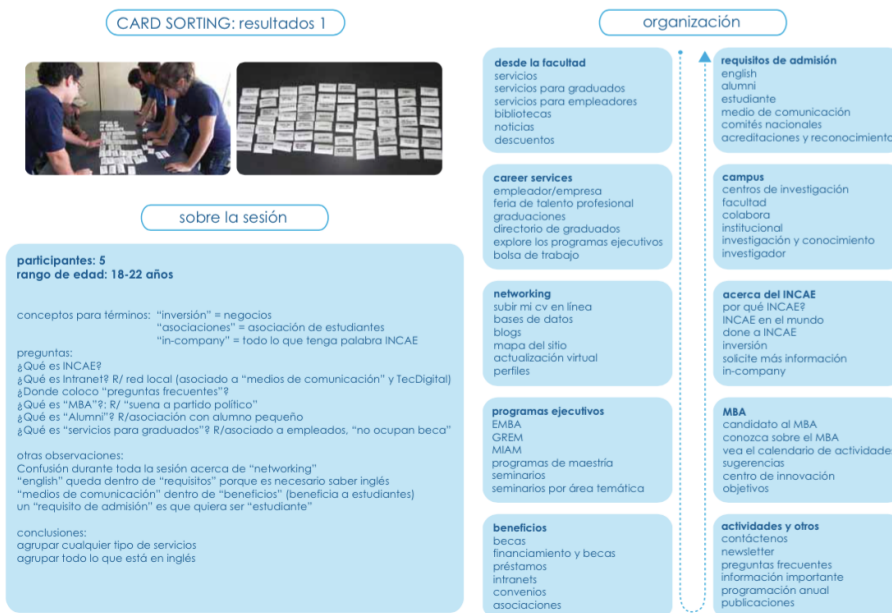 CARD SORTING: resultados 1
sobre la sesión
participantes: 5
rango de edad: 18-22 años
conceptos para términos: “inversión” = negocios
“asociaciones” = asociación de estudiantes
“in-company” = todo lo que tenga palabra INCAE
preguntas:
¿Qué es INCAE?
¿Qué es Intranet? R/ red local (asociado a “medios de comunicación” y TecDigital)
¿Donde coloco “preguntas frecuentes”?
¿Qué es “MBA”?: R/ “suena a partido político”
¿Qué es “Alumni”? R/asociación con alumno pequeño
¿Qué es “servicios para graduados”? R/asociado a empleados, “no ocupan beca”
otras observaciones:
Confusión durante toda la sesión acerca de “networking”
“english” queda dentro de “requisitos” porque es necesario saber inglés
“medios de comunicación” dentro de “beneficios” (beneficia a estudiantes)
un “requisito de admisión” es que quiera ser “estudiante”
conclusiones:
agrupar cualquier tipo de servicios
agrupar todo lo que está en inglés
organización
desde la facultad
servicios
servicios para graduados
servicios para empleadores
bibliotecas
noticias
descuentos
career services
empleador/empresa
feria de talento profesional
graduaciones
directorio de graduados
explore los programas ejecutivos
bolsa de trabajo
networking
subir mi cv en línea
bases de datos
blogs
mapa del sitio
actualización virtual
perfiles
programas ejecutivos
EMBA
GREM
MIAM
programas de maestría
seminarios
seminarios por área temática
beneficios
becas
financiamiento y becas
préstamos
intranets
convenios
asociaciones
requisitos de admisión
english
alumni
estudiante
medio de comunicación
comités nacionales
acreditaciones y reconocimiento
campus
centros de investigación
facultad
colabora
institucional
investigación y conocimiento
investigador
acerca del INCAE
por qué INCAE?
INCAE en el mundo
done a INCAE
inversión
solicite más información
in-company
MBA
candidato al MBA
conozca sobre el MBA
vea el calendario de actividades
sugerencias
centro de innovación
objetivos
actividades y otros
contáctenos
newsletter
preguntas frecuentes
información importante
programación anual
publicaciones